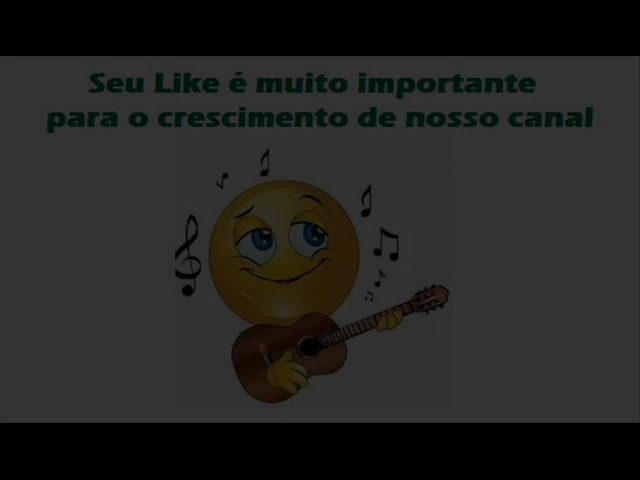 Seu Like é muito importante
para o crescimento de nosso canal